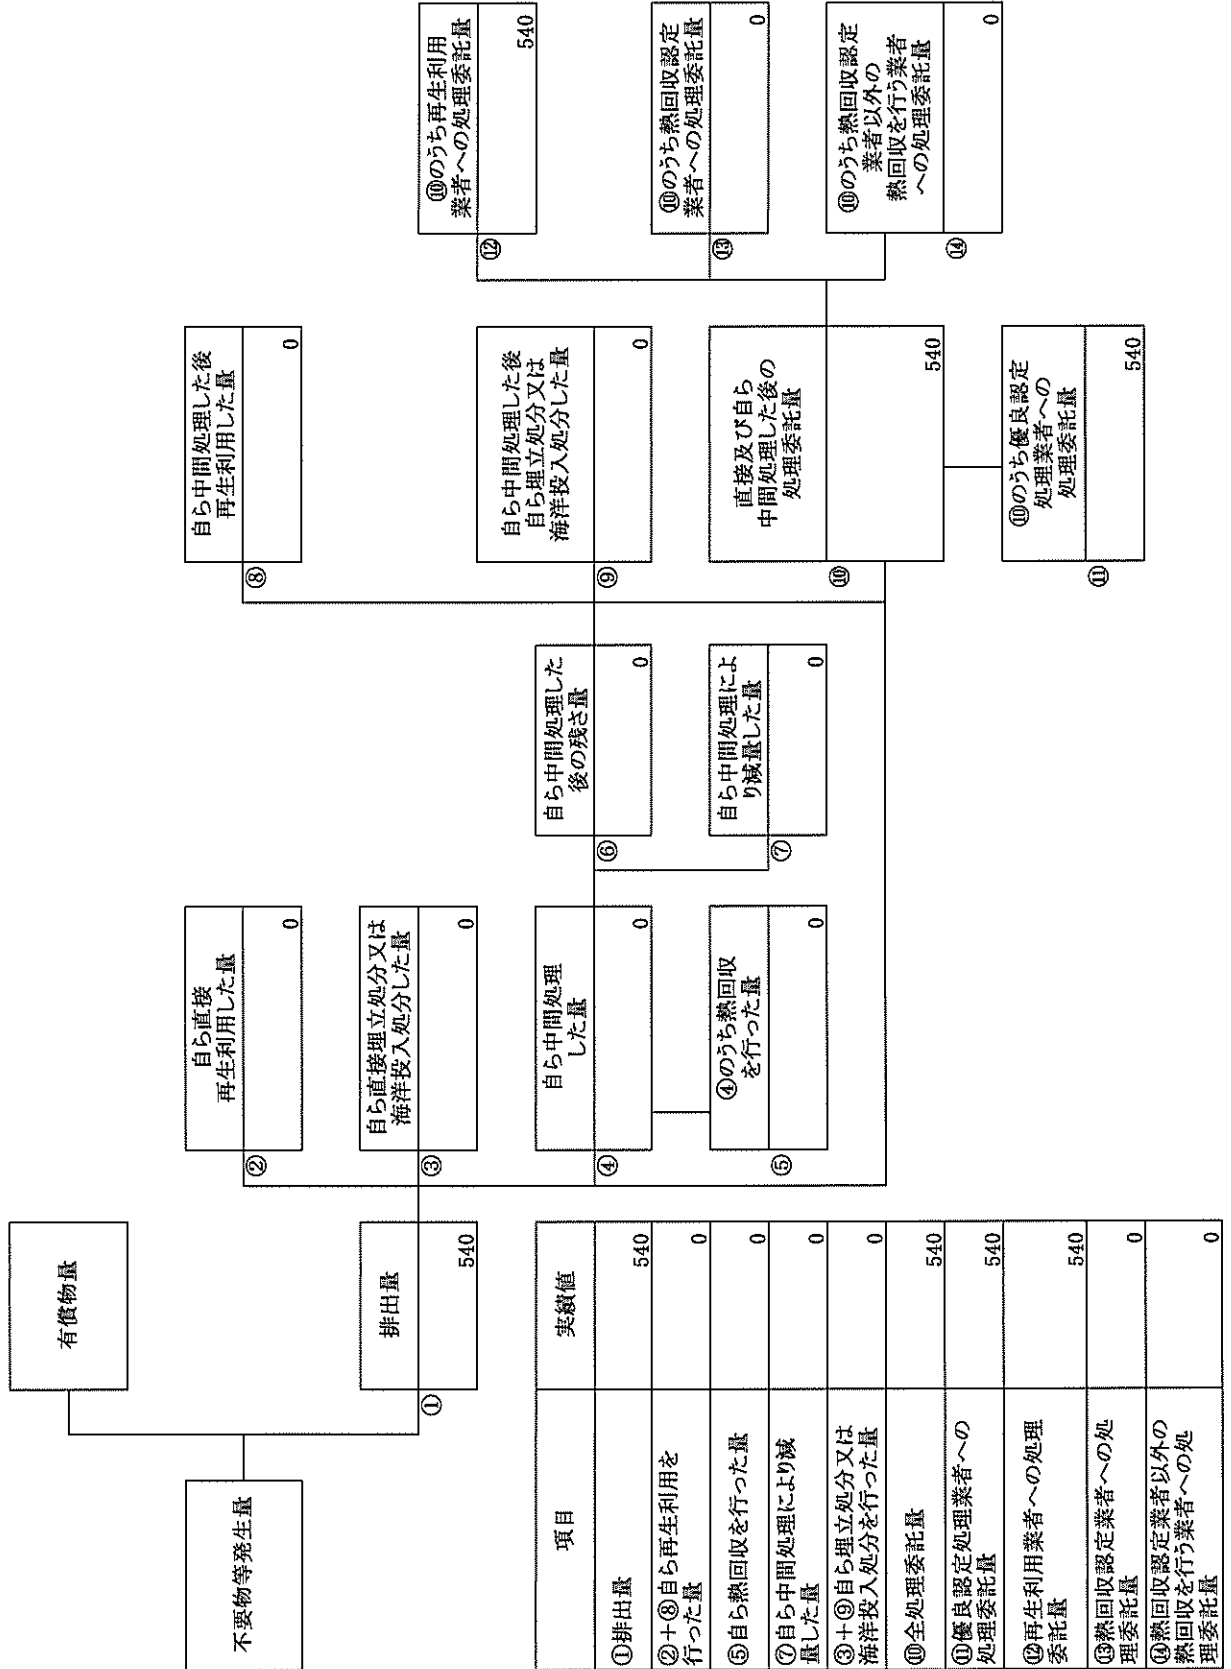 不要物等発生量
有償物量
①
排出量
540
②
自ら直接
再生利用した量
0
③
自ら直接埋立処分又は
海洋投入処分した量
0
④
自ら中間処理
した量
0
⑤
④のうち熱回収
を行った量
0
⑥
自ら中間処理した
後の残さ量
0
⑦
自ら中間処理によ
り減量した量
0
⑧
自ら中間処理した後
再生利用した量
0
⑨
自ら中間処理した後
自ら埋立処分又は
海洋投入処分した量
0
⑩
直接及び自ら
中間処理した後の
処理委託量
540
⑪
⑩のうち優良認定
処理業者への
処理委託量
540
⑫
⑩のうち再生利用
業者への処理委託量
540
⑬
⑩のうち熱回収認定
業者への処理委託量
0
⑭
⑩のうち熱回収認定
業者以外の
熱回収を行う業者
への処理委託量
0
項目 実績値
①排出量 540
②+⑧自ら再生利用を
行った量 0
⑤自ら熱回収を行った量 0
⑦自ら中間処理により減
量した量 0
③+⑨自ら埋立処分又は
海洋投入処分を行った量 0
⑩全処理委託量 540
⑪優良認定処理業者への
処理委託量 540
⑫再生利用業者への処理
委託量 540
⑬熱回収認定業者への処
理委託量 0
⑭熱回収認定業者以外の
熱回収を行う業者への処
理委託量 0